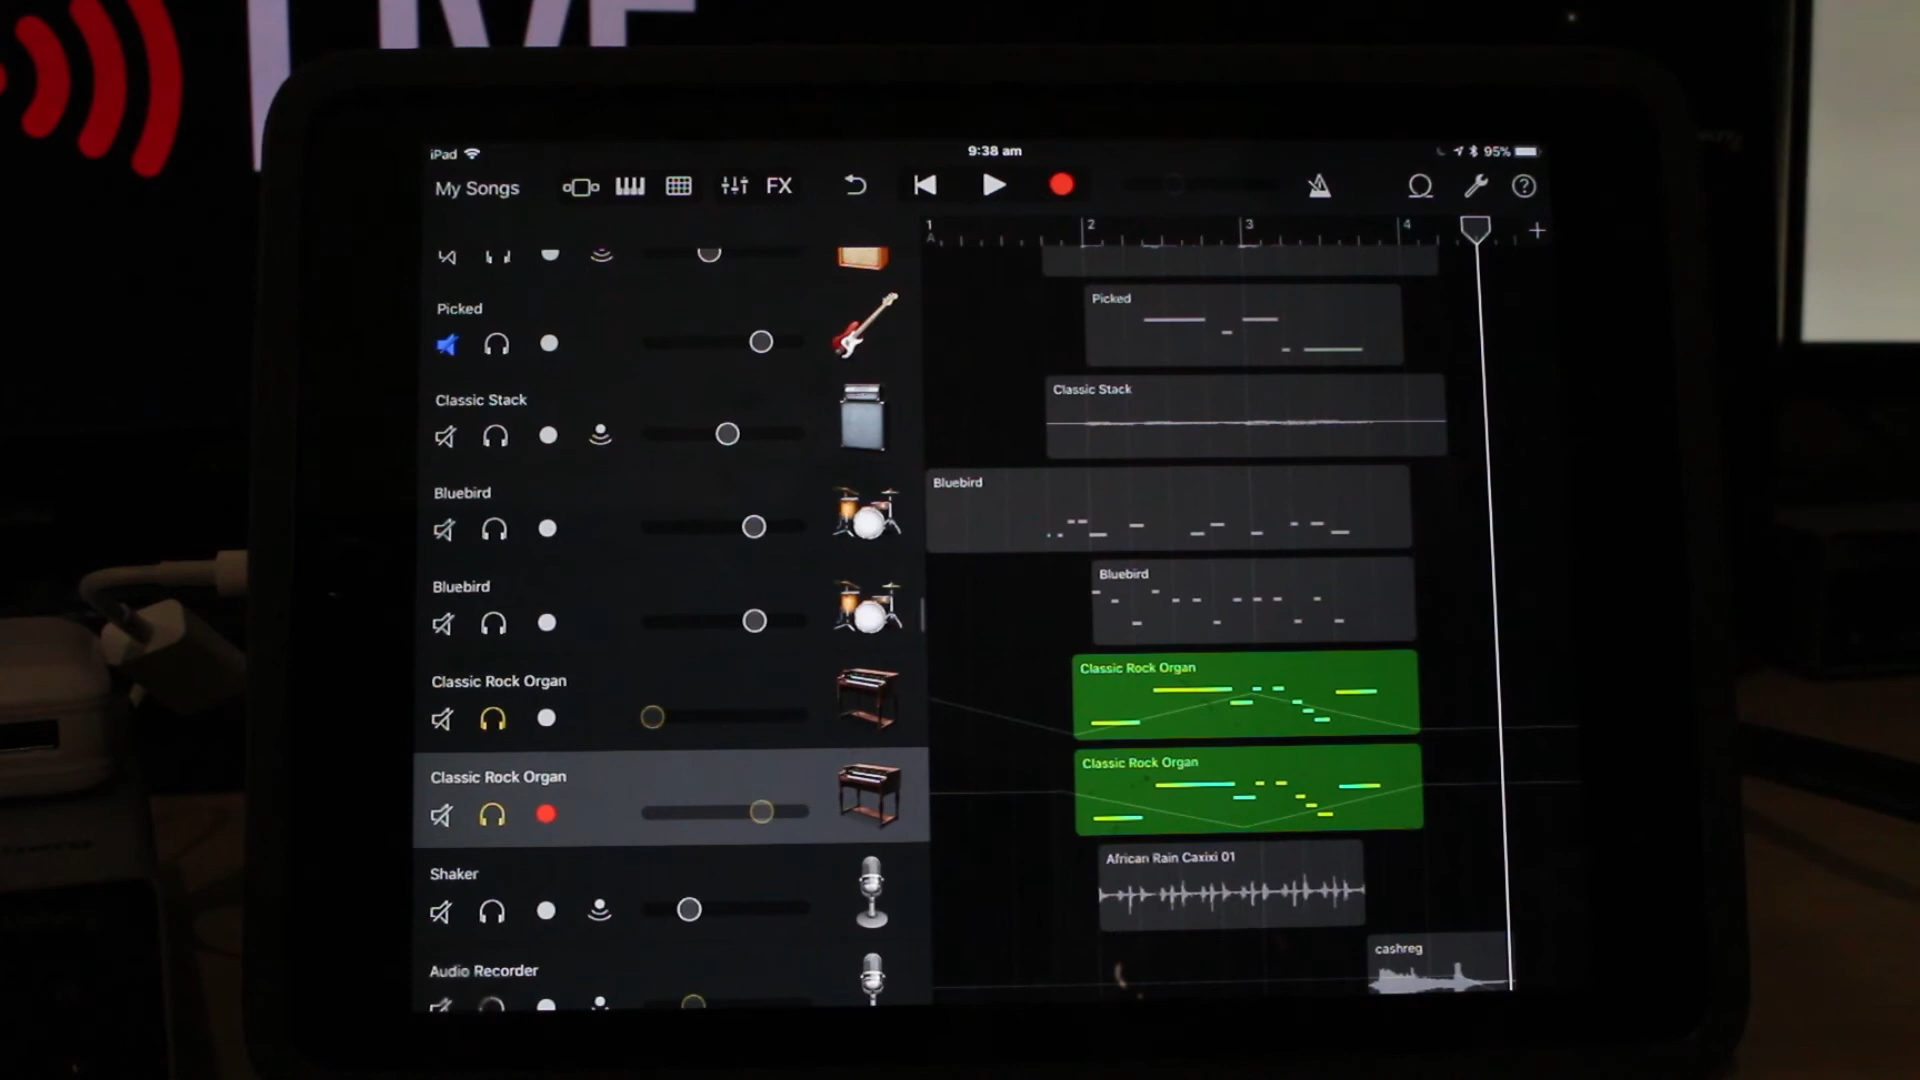 LIVE
iPad 9:38 am 95%
My Songs FX
1 2 3 4
A
Picked Picked
Classic Stack Classic Stack
Bluebird Bluebird
Bluebird Bluebird
Classic Rock Organ Classic Rock Organ
Classic Rock Organ Classic Rock Organ
Shaker African Rain Caxixi 01
Audio Recorder cashreg